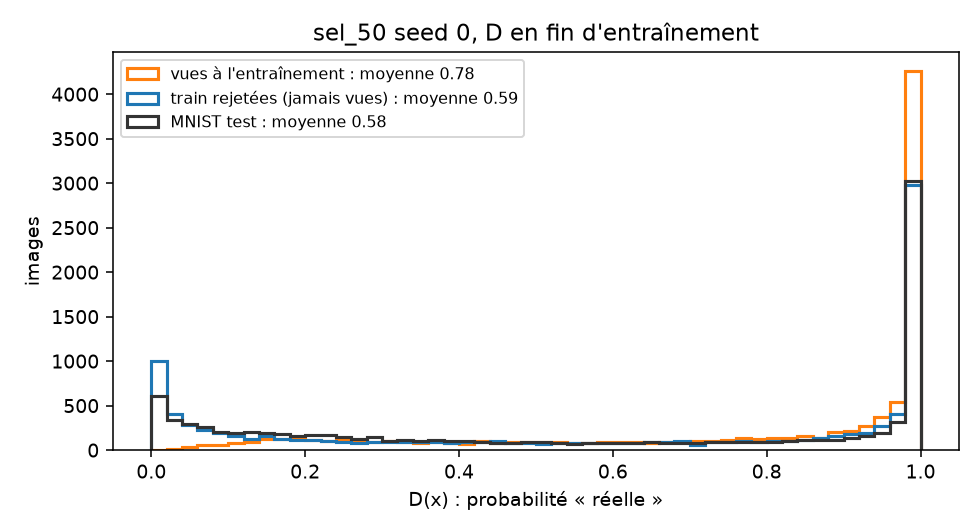 sel_50 seed 0, D en fin d'entraînement
vues à l'entraînement : moyenne 0.78
train rejetées (jamais vues) : moyenne 0.59
MNIST test : moyenne 0.58
images
4000
3500
3000
2500
2000
1500
1000
500
0
0.0 0.2 0.4 0.6 0.8 1.0
D(x) : probabilité « réelle »